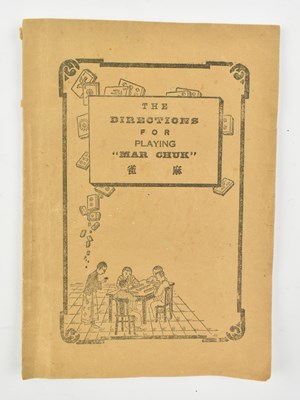 THE
DIRECTIONS
FOR
PLAYING
"MAR CHUK"
雀 麻